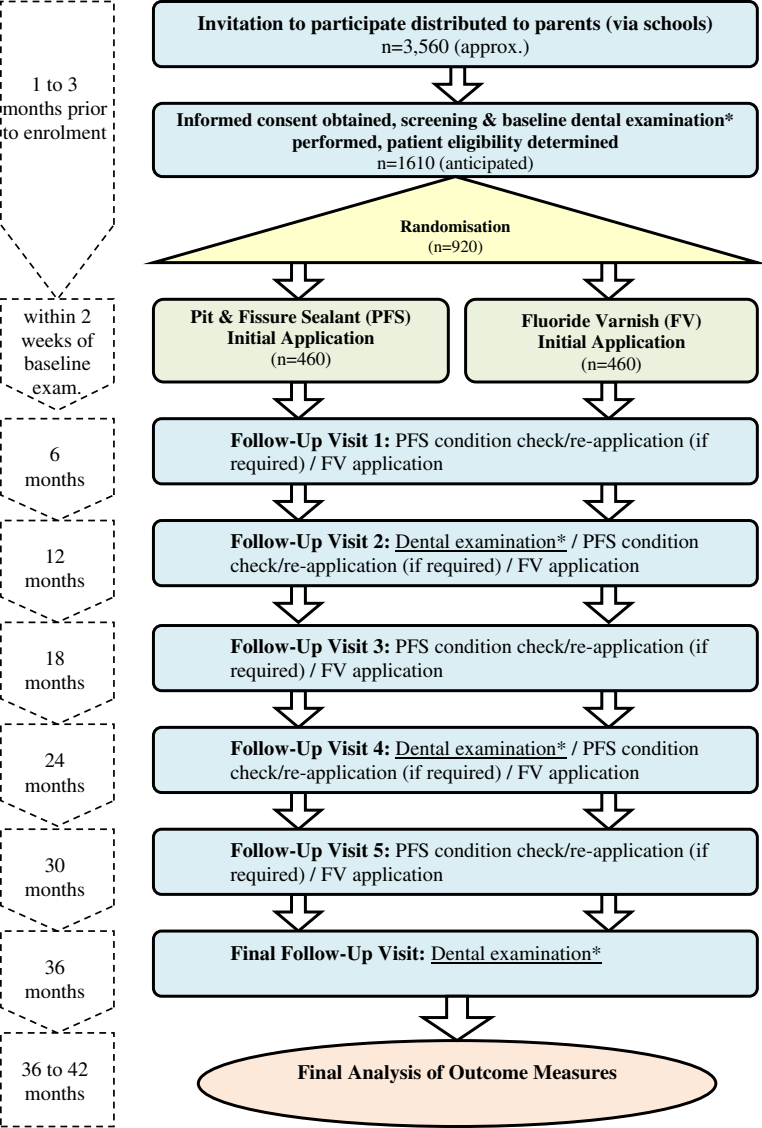 Invitation to participate distributed to parents (via schools)
n=3,560 (approx.)
1 to 3
months prior
to enrolment
Informed consent obtained, screening & baseline dental examination*
performed, patient eligibility determined
n=1610 (anticipated)
Randomisation
(n=920)
within 2
weeks of
baseline
exam.
Pit & Fissure Sealant (PFS)
Initial Application
(n=460)
Fluoride Varnish (FV)
Initial Application
(n=460)
6
months
Follow-Up Visit 1: PFS condition check/re-application (if
required) / FV application
12
months
Follow-Up Visit 2: Dental examination* / PFS condition
check/re-application (if required) / FV application
18
months
Follow-Up Visit 3: PFS condition check/re-application (if
required) / FV application
24
months
Follow-Up Visit 4: Dental examination* / PFS condition
check/re-application (if required) / FV application
30
months
Follow-Up Visit 5: PFS condition check/re-application (if
required) / FV application
36
months
Final Follow-Up Visit: Dental examination*
36 to 42
months
Final Analysis of Outcome Measures